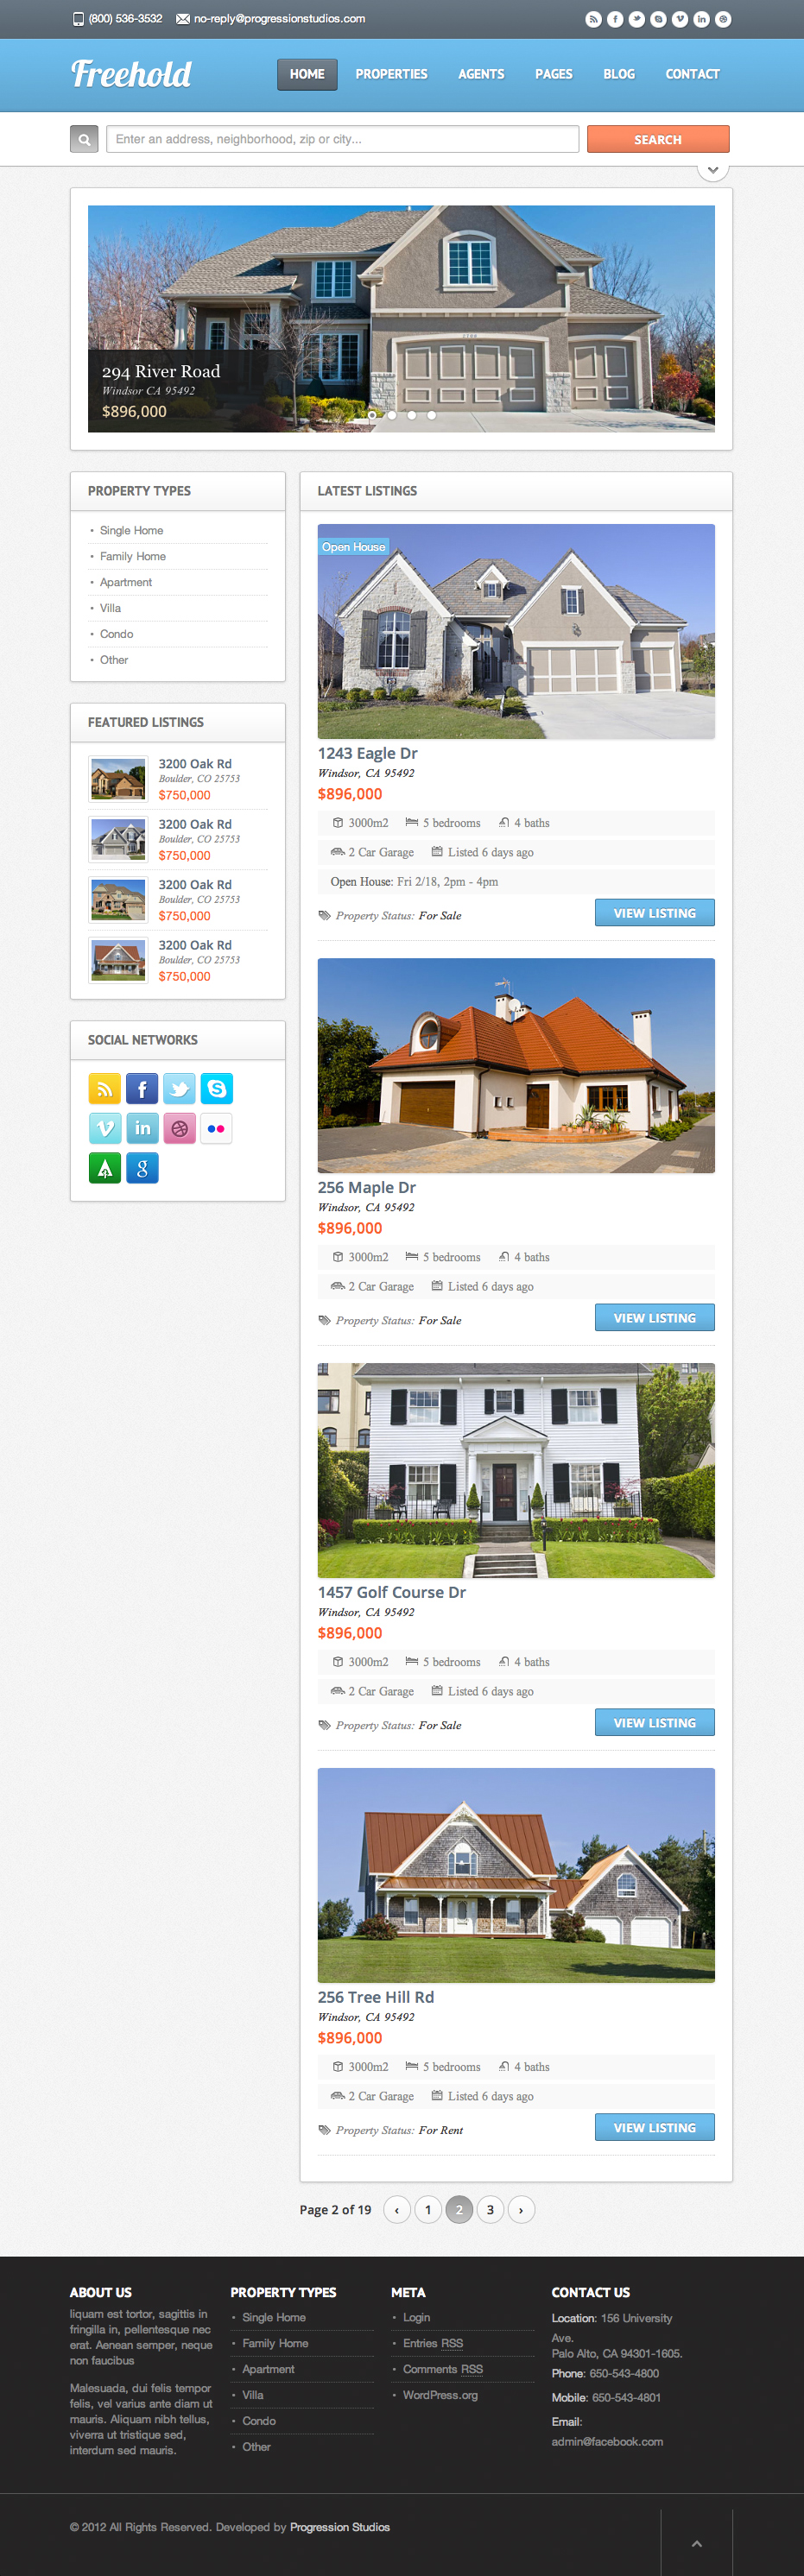 (800) 536-3532 no-reply@progressionstudios.com
Freehold
HOME PROPERTIES AGENTS PAGES BLOG CONTACT
Enter an address, neighborhood, zip or city...
SEARCH
294 River Road
Windsor CA 95492
$896,000
PROPERTY TYPES
• Single Home
• Family Home
• Apartment
• Villa
• Condo
• Other
FEATURED LISTINGS
3200 Oak Rd
Boulder, CO 25753
$750,000
3200 Oak Rd
Boulder, CO 25753
$750,000
3200 Oak Rd
Boulder, CO 25753
$750,000
3200 Oak Rd
Boulder, CO 25753
$750,000
SOCIAL NETWORKS
LATEST LISTINGS
Open House
1243 Eagle Dr
Windsor, CA 95492
$896,000
3000m2 5 bedrooms 4 baths
2 Car Garage Listed 6 days ago
Open House: Fri 2/18, 2pm - 4pm
Property Status: For Sale
VIEW LISTING
256 Maple Dr
Windsor, CA 95492
$896,000
3000m2 5 bedrooms 4 baths
2 Car Garage Listed 6 days ago
Property Status: For Sale
VIEW LISTING
1457 Golf Course Dr
Windsor, CA 95492
$896,000
3000m2 5 bedrooms 4 baths
2 Car Garage Listed 6 days ago
Property Status: For Sale
VIEW LISTING
256 Tree Hill Rd
Windsor, CA 95492
$896,000
3000m2 5 bedrooms 4 baths
2 Car Garage Listed 6 days ago
Property Status: For Rent
VIEW LISTING
Page 2 of 19 ‹ 1 2 3 ›
ABOUT US
liquam est tortor, sagittis in
fringilla in, pellentesque nec
erat. Aenean semper, neque
non faucibus
Malesuada, dui felis tempor
felis, vel varius ante diam ut
mauris. Aliquam nibh tellus,
viverra ut tristique sed,
interdum sed mauris.
PROPERTY TYPES
• Single Home
• Family Home
• Apartment
• Villa
• Condo
• Other
META
• Login
• Entries RSS
• Comments RSS
• WordPress.org
CONTACT US
Location: 156 University
Ave.
Palo Alto, CA 94301-1605.
Phone: 650-543-4800
Mobile: 650-543-4801
Email:
admin@facebook.com
© 2012 All Rights Reserved. Developed by Progression Studios